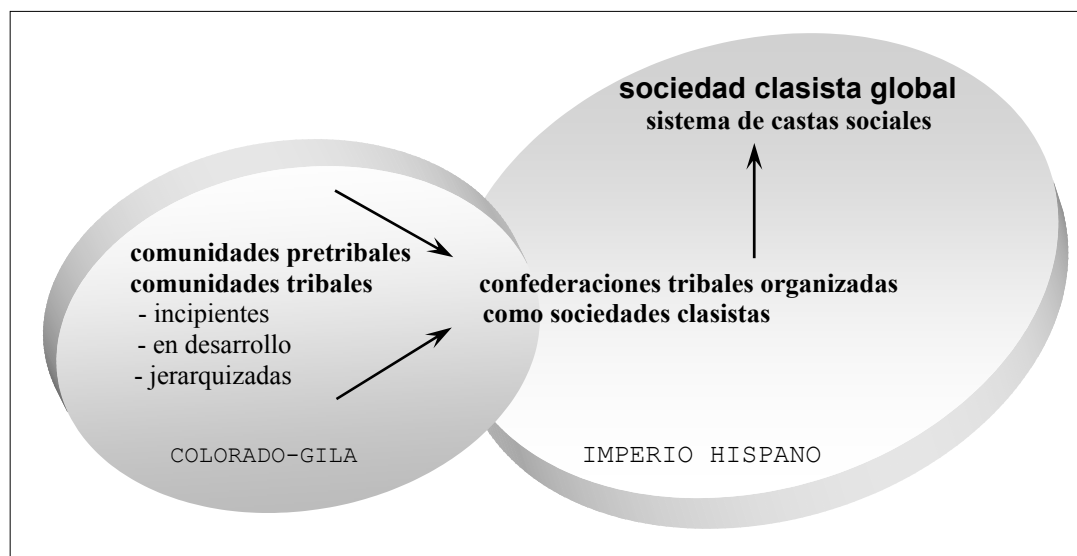 sociedad clasista global
sistema de castas sociales
comunidades pretribales
comunidades tribales
- incipientes
- en desarrollo
- jerarquizadas
confederaciones tribales organizadas
como sociedades clasistas
COLORADO-GILA
IMPERIO HISPANO